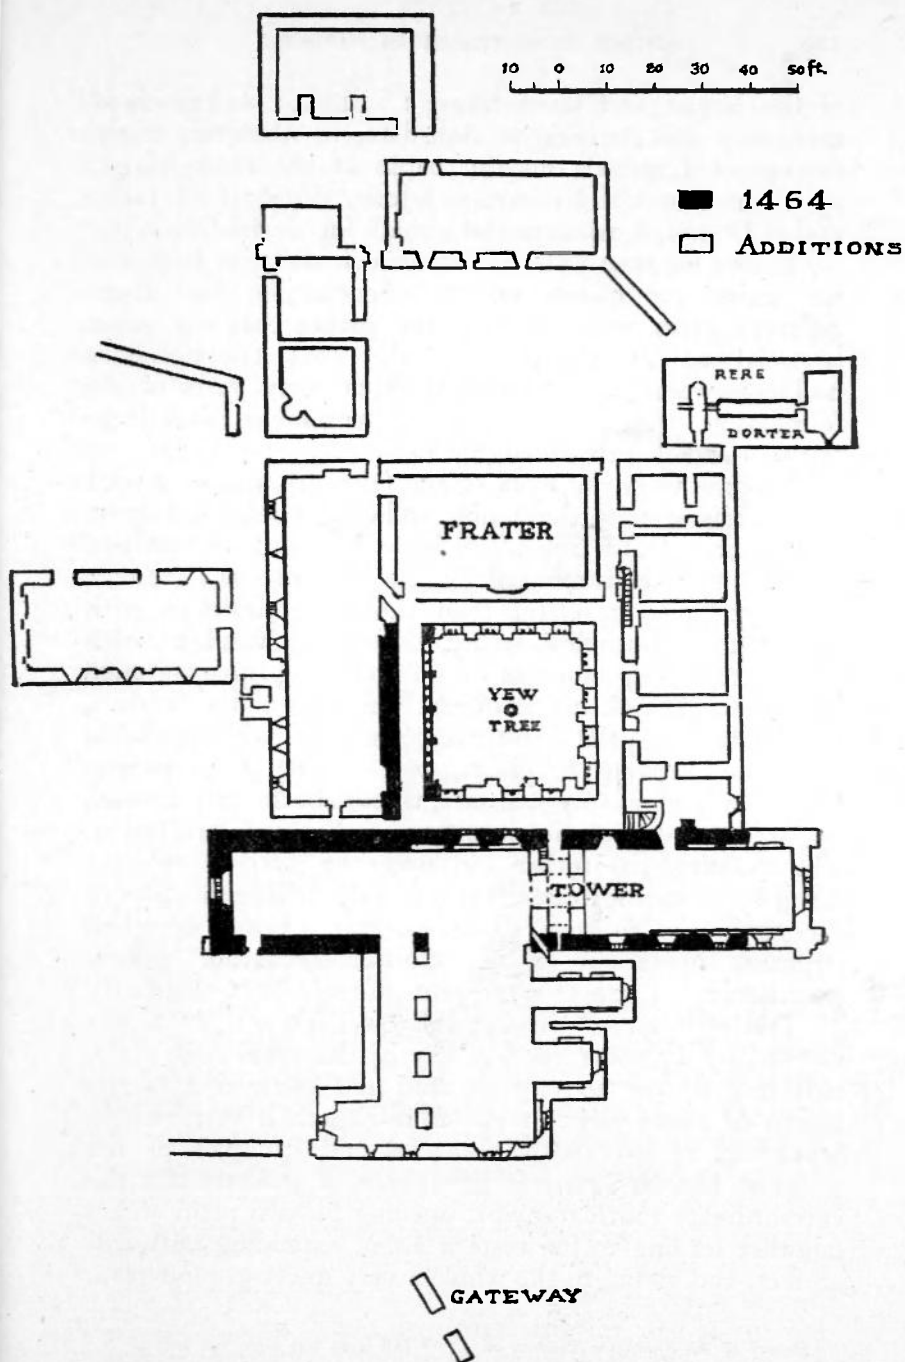 10 0 10 20 30 40 50 ft.
1464
ADDITIONS
RERE
DORTER
FRATER
YEW
TREE
TOWER
GATEWAY